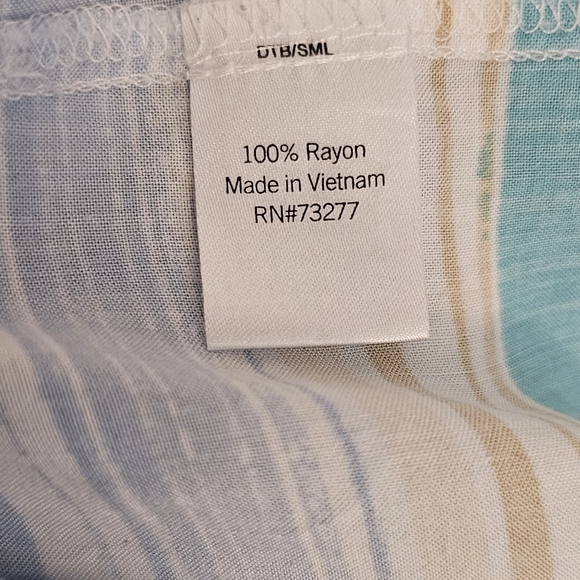 DTB/SML
100% Rayon
Made in Vietnam
RN#73277